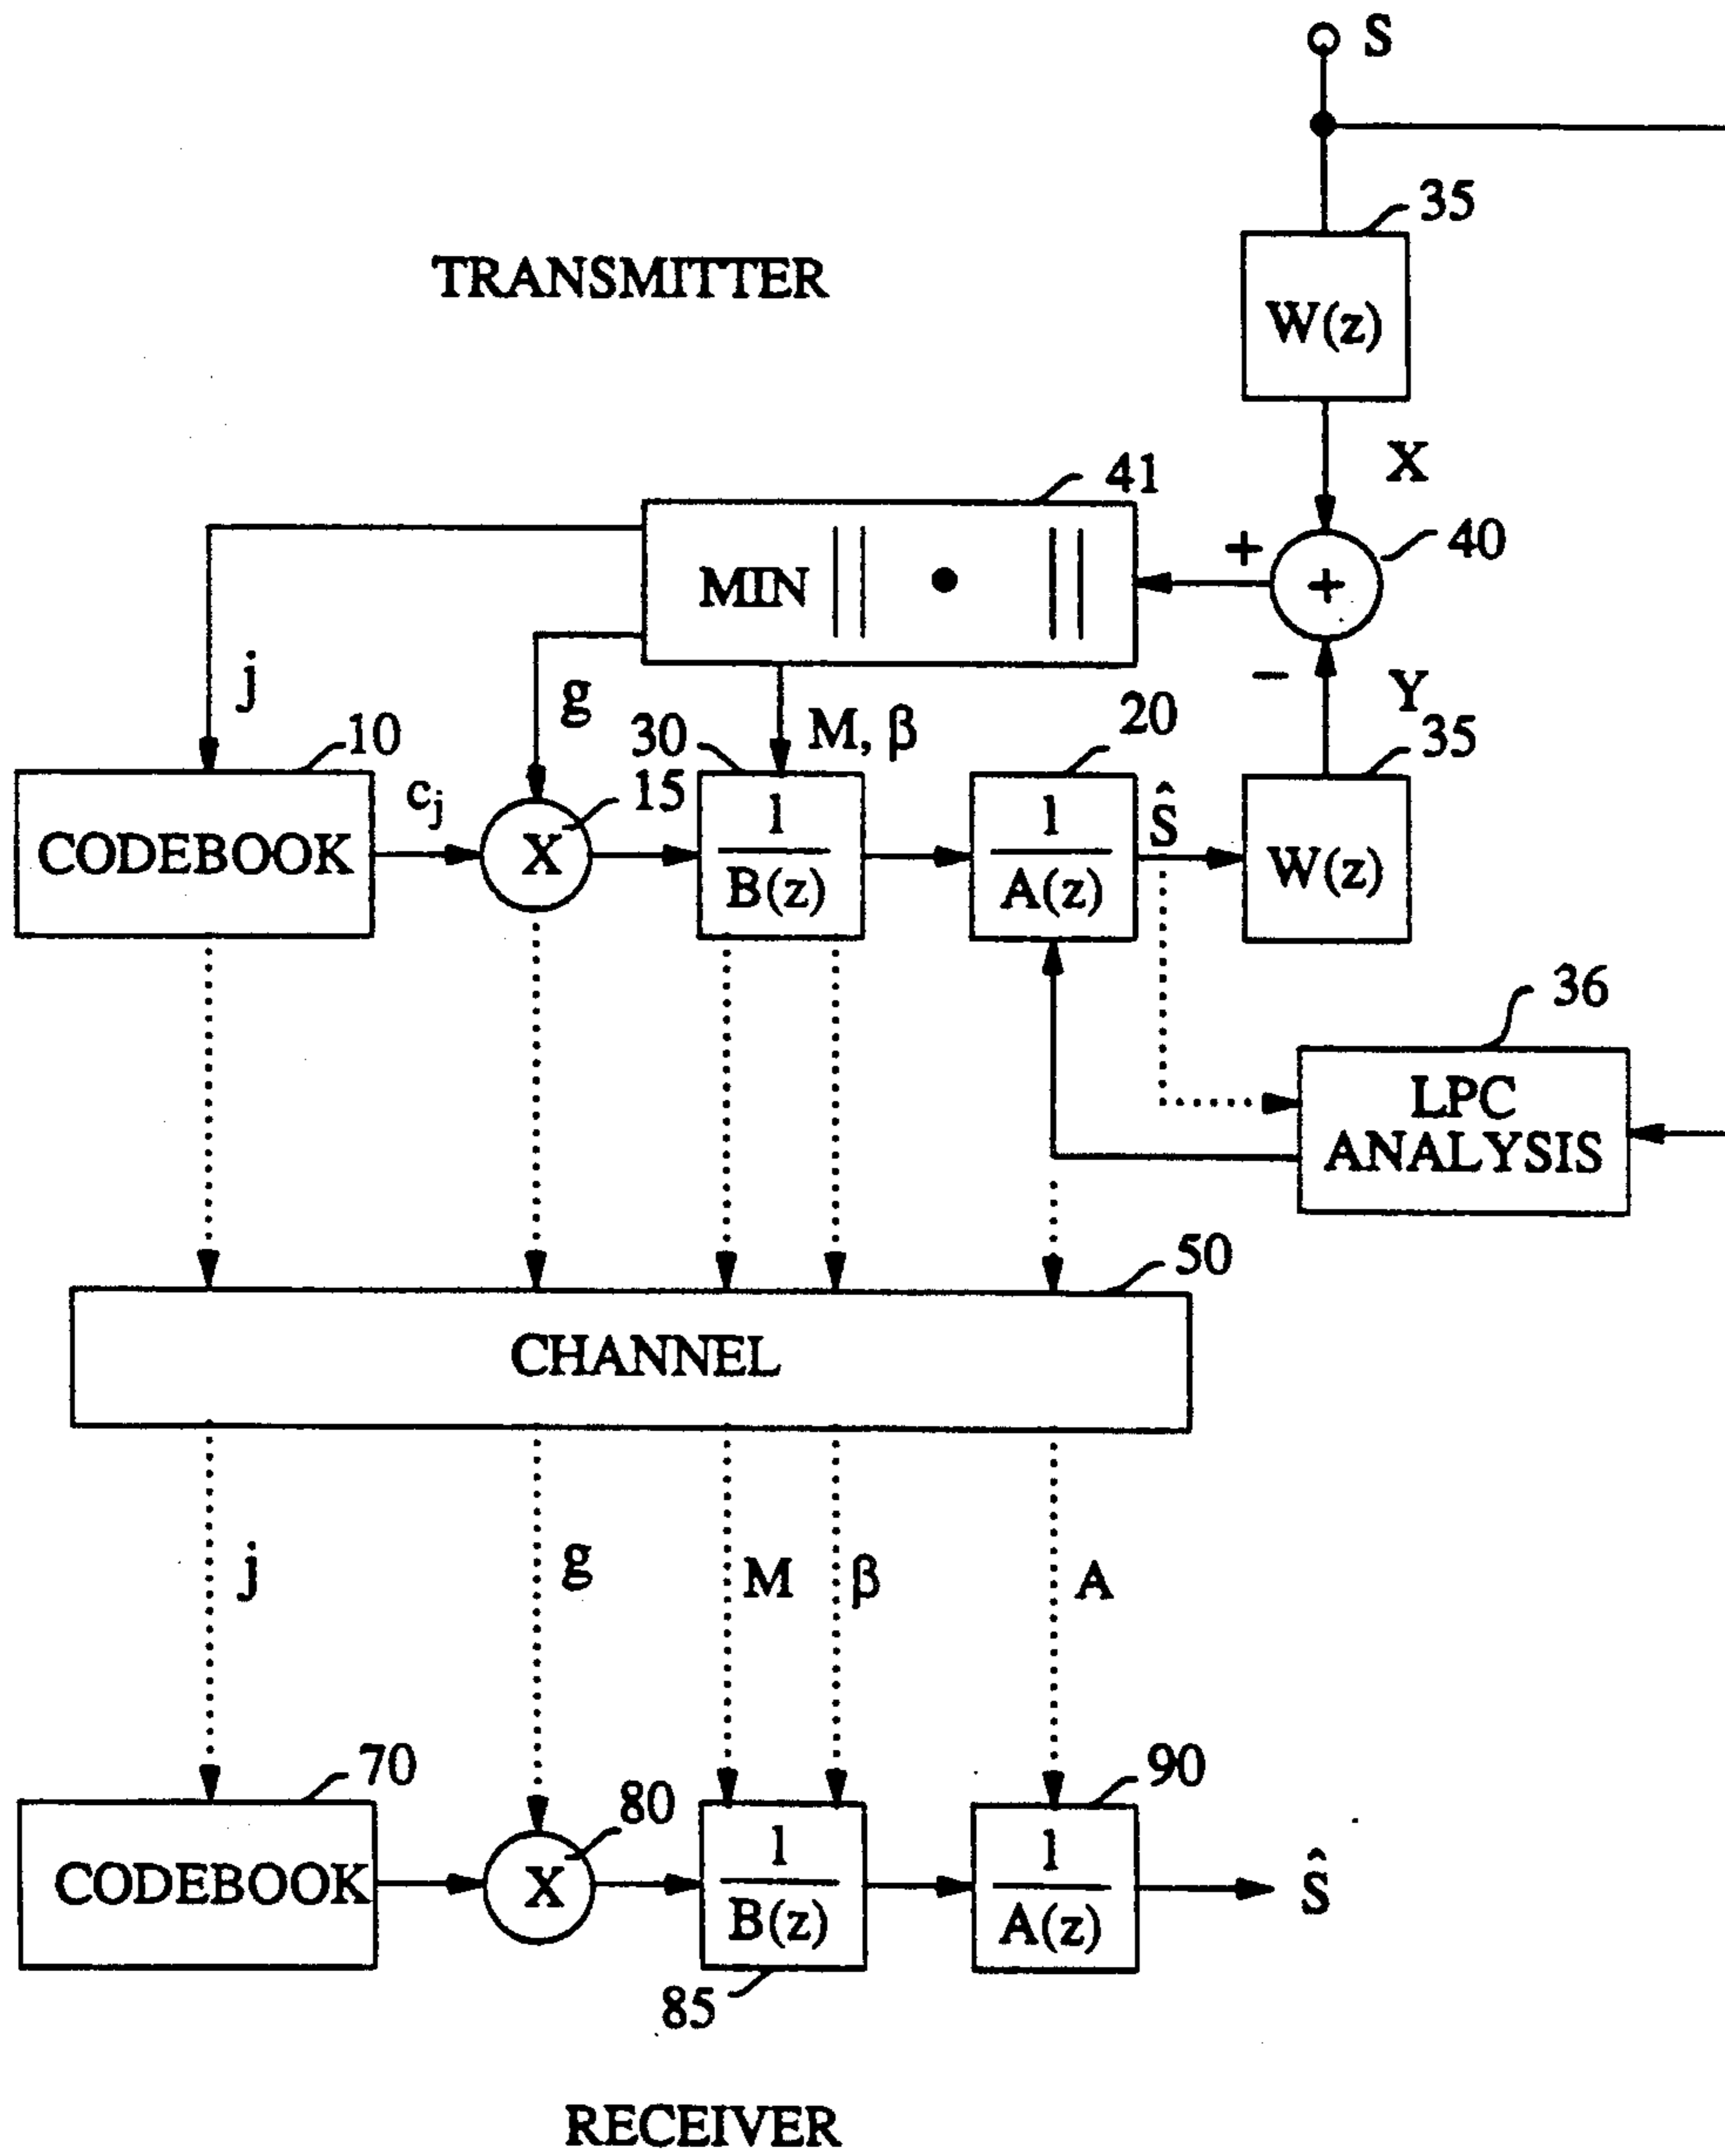 S
35
TRANSMITTER
W(z)
X
41
MIN || • ||
+
+
40
j
g
M, β
−
Y
10
30
20
35
CODEBOOK
cj
X
15
1
B(z)
1
A(z)
Ŝ
W(z)
36
LPC
ANALYSIS
50
CHANNEL
j
g
M
β
A
70
80
90
CODEBOOK
X
1
B(z)
1
A(z)
Ŝ
85
RECEIVER